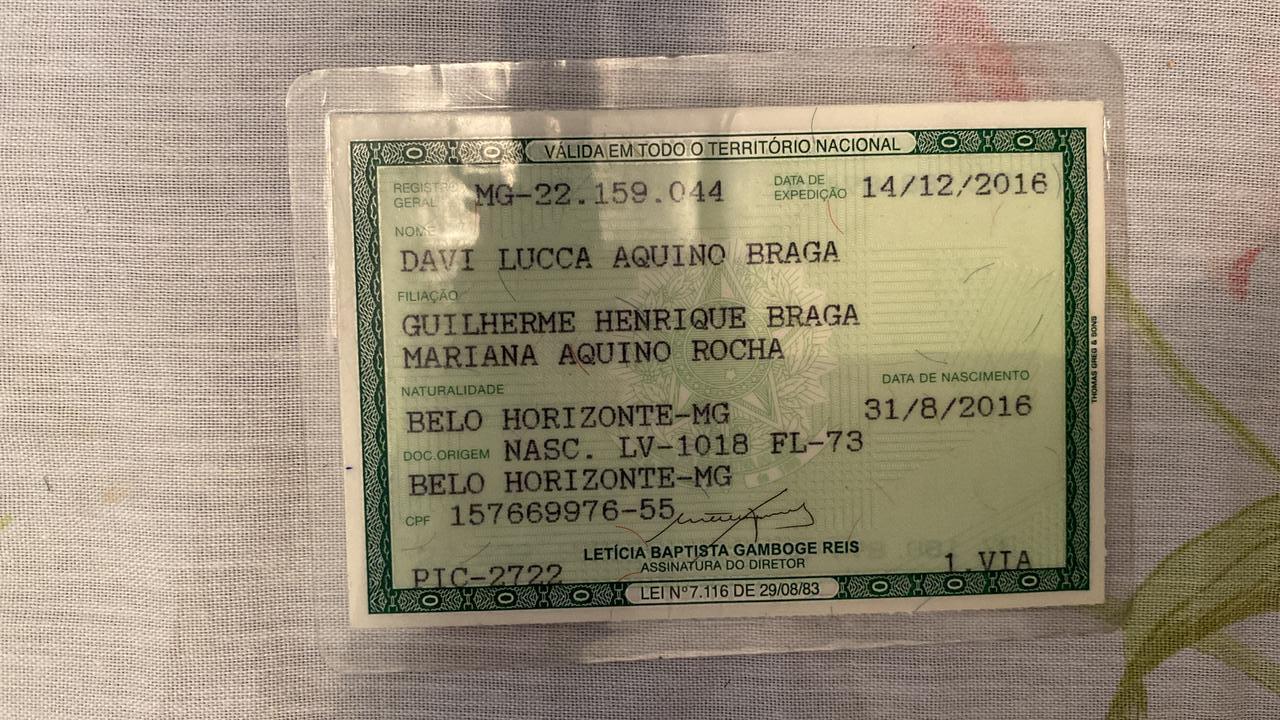 VÁLIDA EM TODO O TERRITÓRIO NACIONAL
REGISTRO GERAL MG-22.159.044 DATA DE EXPEDIÇÃO 14/12/2016
NOME
DAVI LUCCA AQUINO BRAGA
FILIAÇÃO
GUILHERME HENRIQUE BRAGA
MARIANA AQUINO ROCHA
NATURALIDADE DATA DE NASCIMENTO
BELO HORIZONTE-MG 31/8/2016
DOC.ORIGEM NASC. LV-1018 FL-73
BELO HORIZONTE-MG
CPF 157669976-55
LETÍCIA BAPTISTA GAMBOGE REIS
ASSINATURA DO DIRETOR
PIC-2722 1.VIA
LEI Nº 7.116 DE 29/08/83
THOMAS GREG & SONS